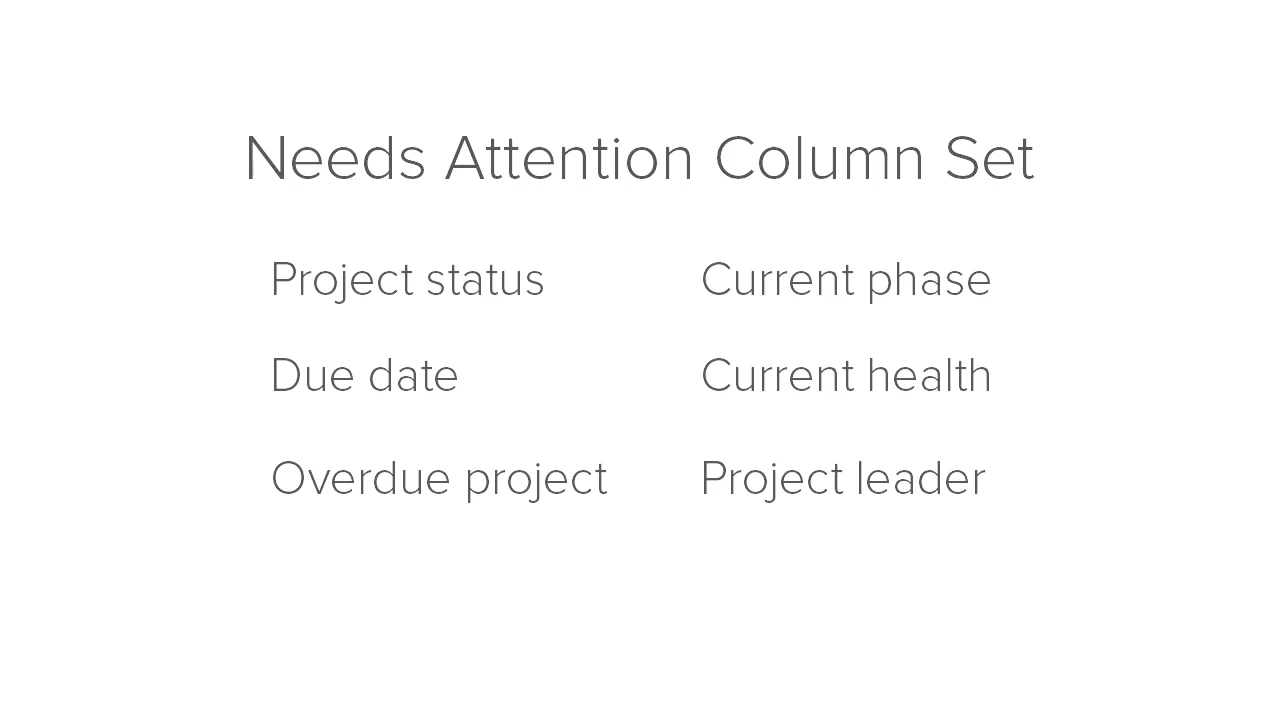 Needs Attention Column Set
Project status
Current phase
Due date
Current health
Overdue project
Project leader